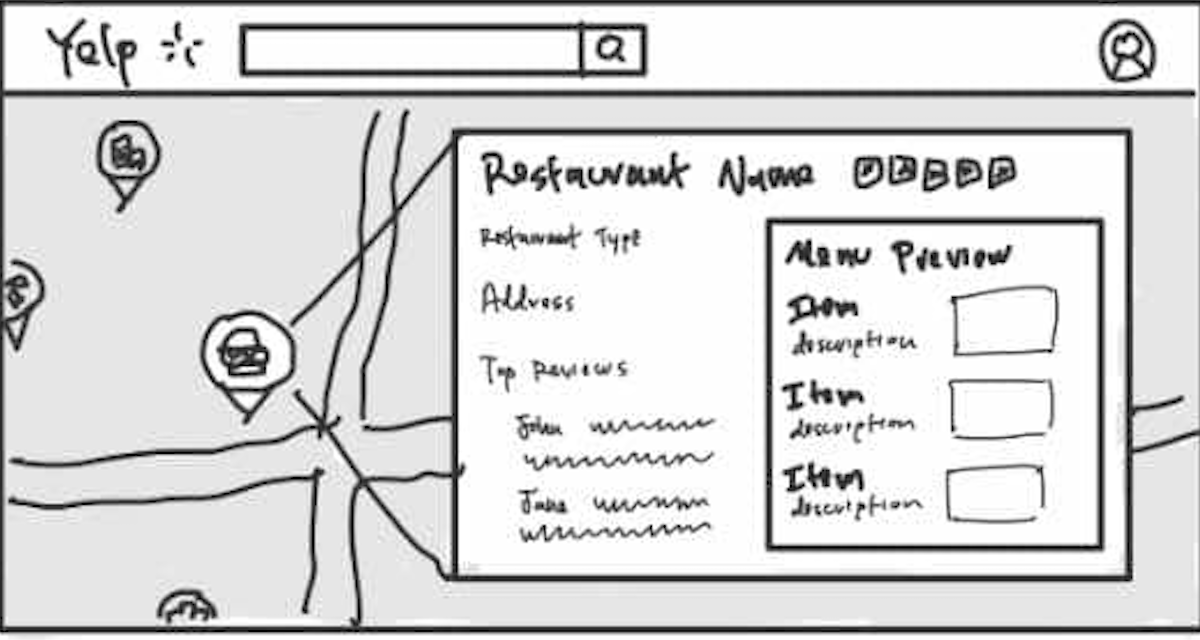 Yelp
Restaurant Name
Restaurant Type
Address
Top Reviews
John
Jane
Menu Preview
Item
description
Item
description
Item
description